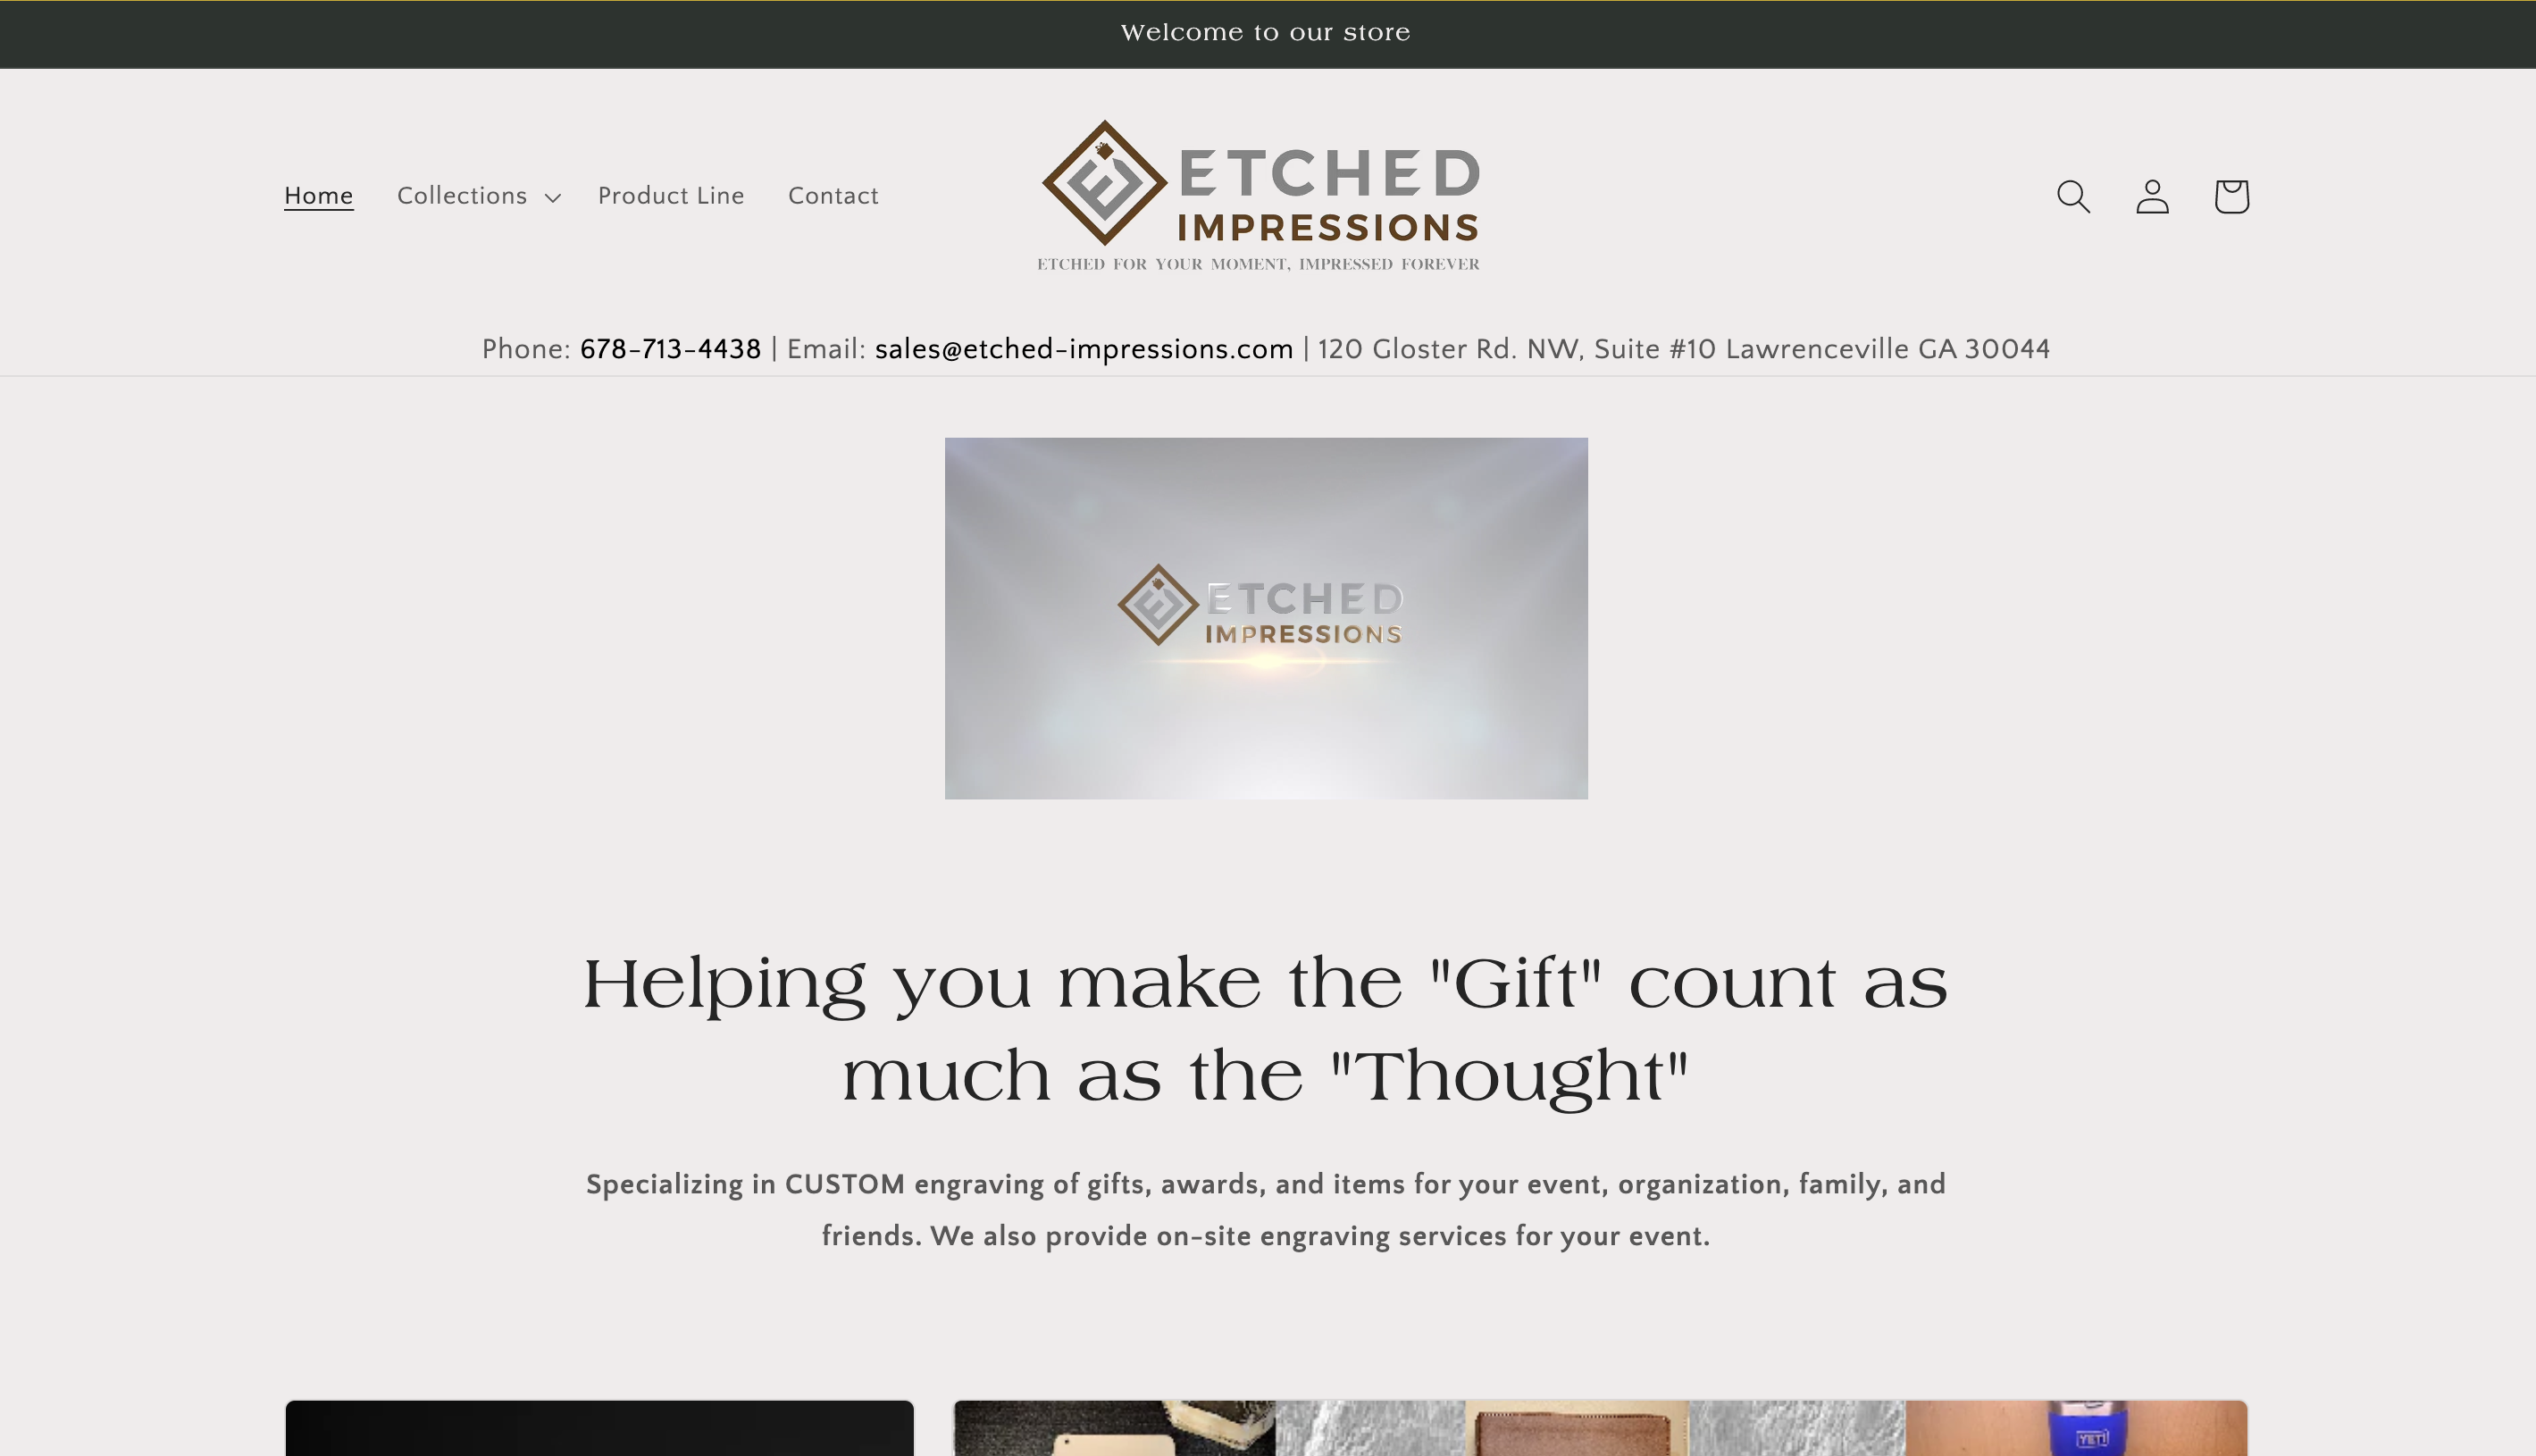 Welcome to our store
Home Collections Product Line Contact
ETCHED
IMPRESSIONS
ETCHED FOR YOUR MOMENT, IMPRESSED FOREVER
Phone: 678-713-4438 | Email: sales@etched-impressions.com | 120 Gloster Rd. NW, Suite #10 Lawrenceville GA 30044
ETCHED
IMPRESSIONS
Helping you make the "Gift" count as
much as the "Thought"
Specializing in CUSTOM engraving of gifts, awards, and items for your event, organization, family, and
friends. We also provide on-site engraving services for your event.
YETI